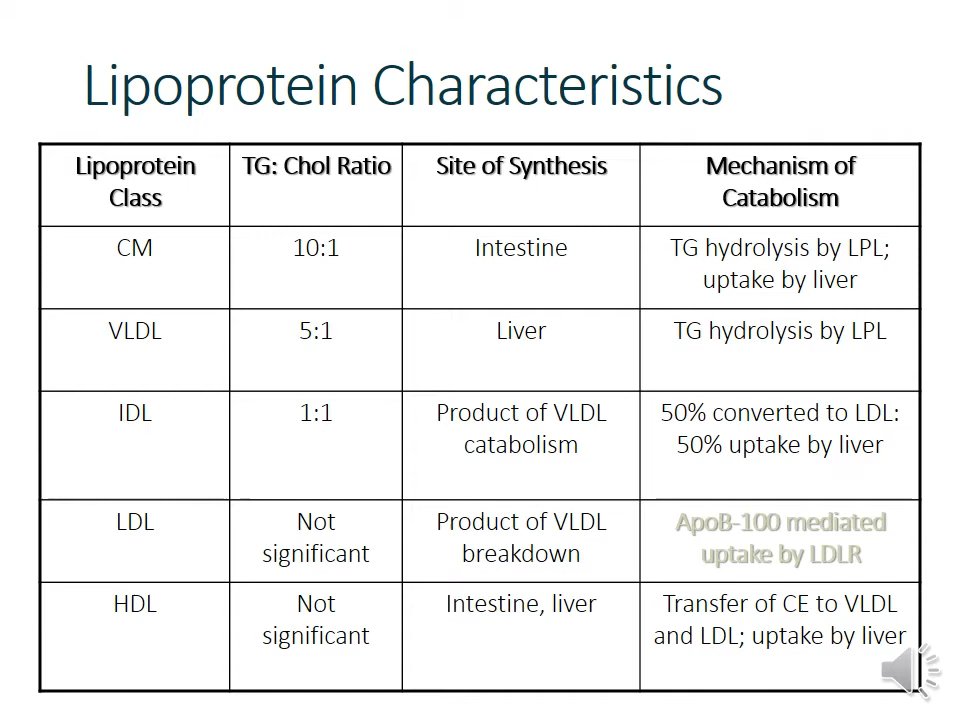 Lipoprotein Characteristics
Lipoprotein Class
TG: Chol Ratio
Site of Synthesis
Mechanism of Catabolism
CM
10:1
Intestine
TG hydrolysis by LPL;
uptake by liver
VLDL
5:1
Liver
TG hydrolysis by LPL
IDL
1:1
Product of VLDL
catabolism
50% converted to LDL:
50% uptake by liver
LDL
Not
significant
Product of VLDL
breakdown
ApoB-100 mediated
uptake by LDLR
HDL
Not
significant
Intestine, liver
Transfer of CE to VLDL
and LDL; uptake by liver